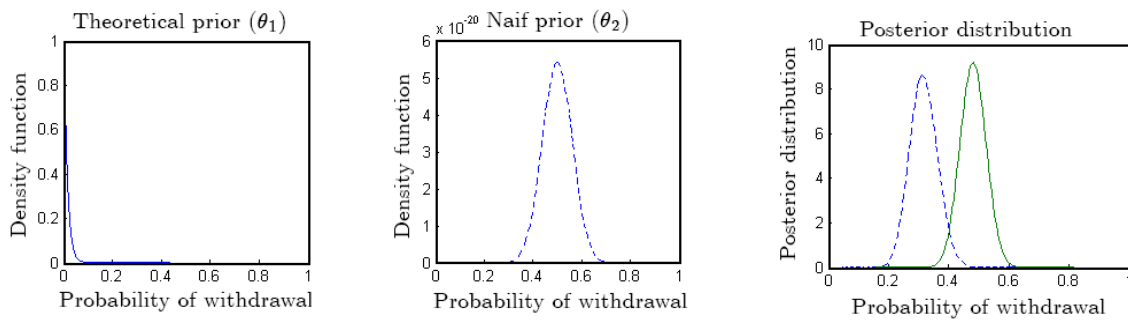 Theoretical prior (θ1)
Density function
1
0.8
0.6
0.4
0.2
0
0 0.2 0.4 0.6 0.8 1
Probability of withdrawal
x 10-20 Naif prior (θ2)
Density function
6
5
4
3
2
1
0
0 0.2 0.4 0.6 0.8 1
Probability of withdrawal
Posterior distribution
Posterior distribution
10
8
6
4
2
0
0 0.2 0.4 0.6 0.8 1
Probability of withdrawal